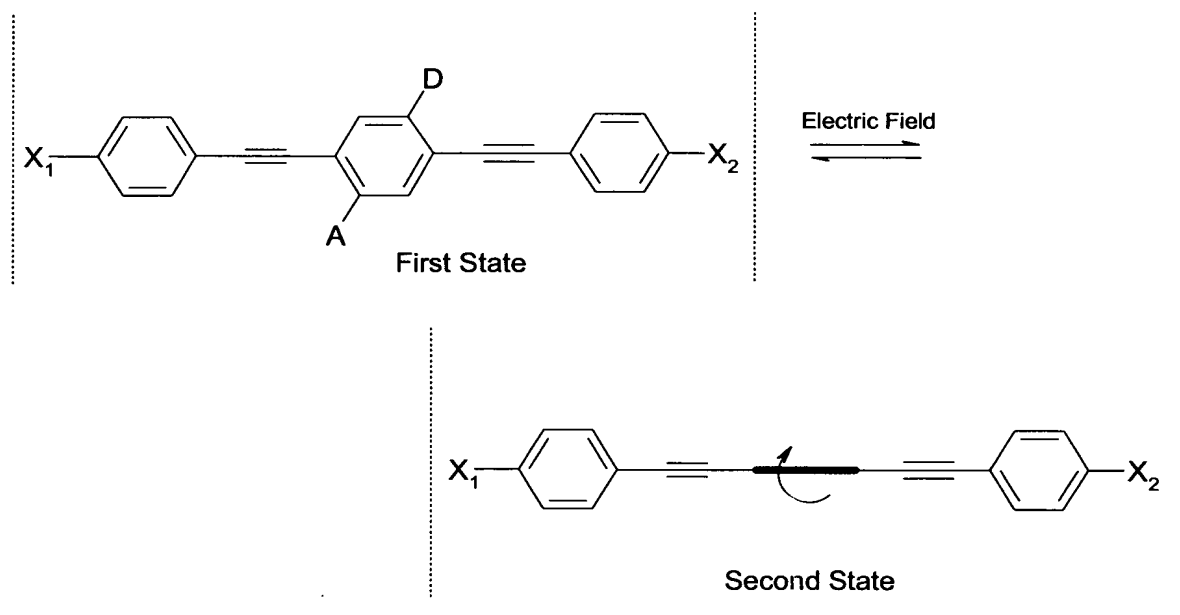 D
Electric Field
X₁
X₂
A
First State
X₁
X₂
Second State